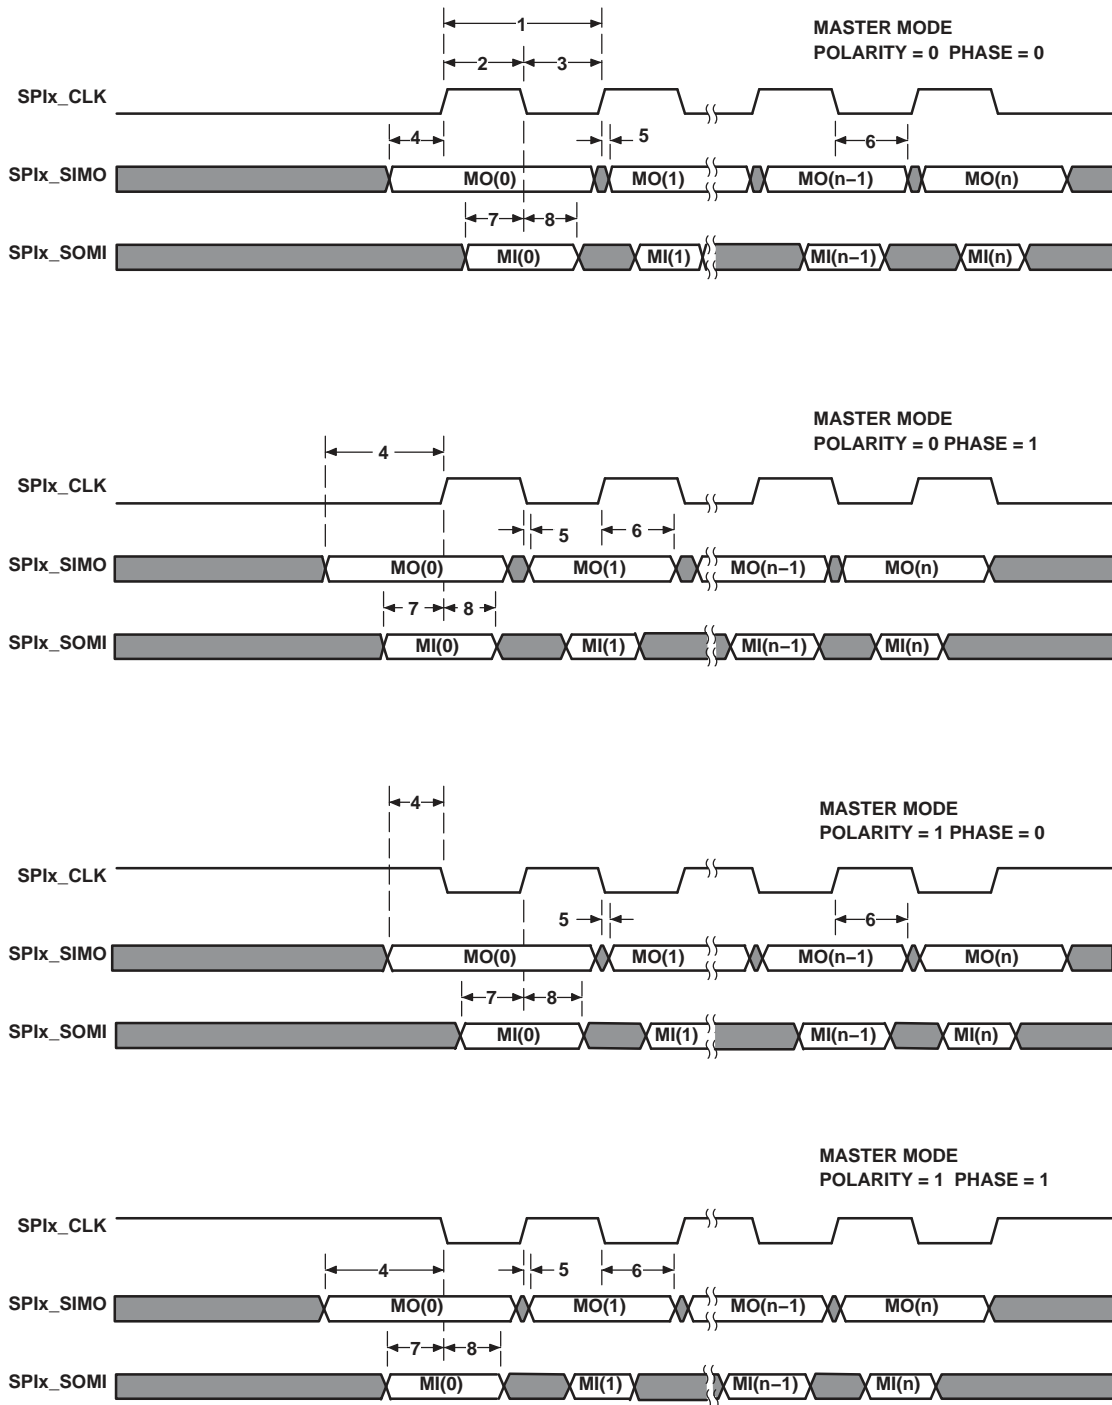 1
MASTER MODE
POLARITY = 0 PHASE = 0
2 3
SPIx_CLK
4 5 6
SPIx_SIMO MO(0) MO(1) MO(n−1) MO(n)
7 8
SPIx_SOMI MI(0) MI(1) MI(n−1) MI(n)
MASTER MODE
POLARITY = 0 PHASE = 1
4
SPIx_CLK
5 6
SPIx_SIMO MO(0) MO(1) MO(n−1) MO(n)
7 8
SPIx_SOMI MI(0) MI(1) MI(n−1) MI(n)
4
MASTER MODE
POLARITY = 1 PHASE = 0
SPIx_CLK
5 6
SPIx_SIMO MO(0) MO(1) MO(n−1) MO(n)
7 8
SPIx_SOMI MI(0) MI(1) MI(n−1) MI(n)
MASTER MODE
POLARITY = 1 PHASE = 1
SPIx_CLK
4 5 6
SPIx_SIMO MO(0) MO(1) MO(n−1) MO(n)
7 8
SPIx_SOMI MI(0) MI(1) MI(n−1) MI(n)